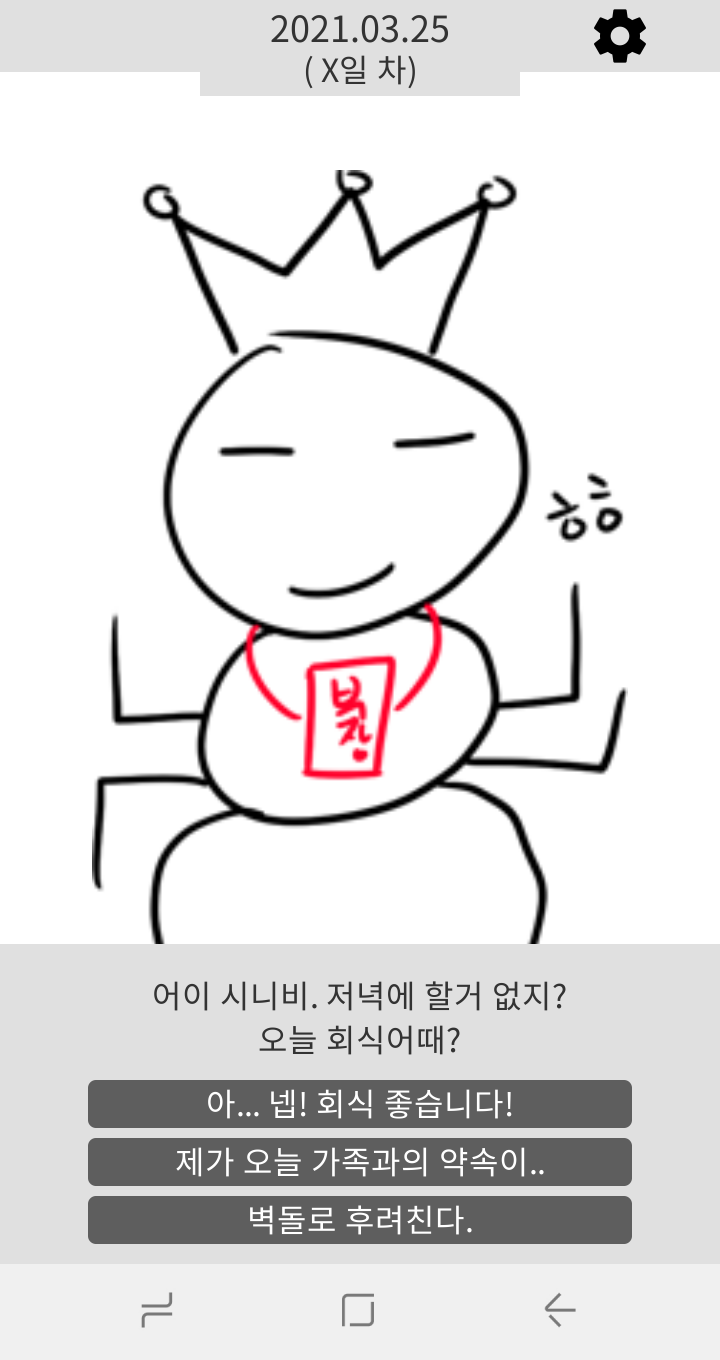 2021.03.25
( X일 차)
흐흐
부장
어이 시니비. 저녁에 할거 없지?
오늘 회식어때?
아... 넵! 회식 좋습니다!
제가 오늘 가족과의 약속이..
벽돌로 후려친다.